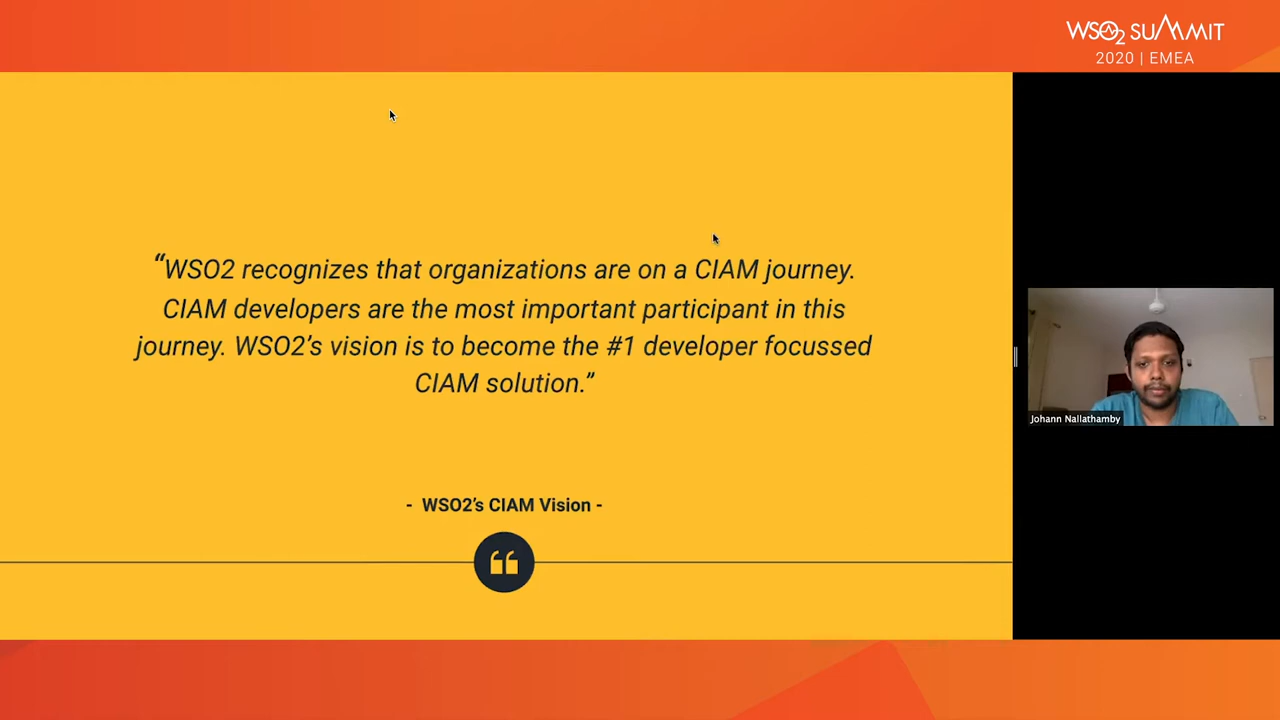 WSO2 SUMMIT
2020 | EMEA
“WSO2 recognizes that organizations are on a CIAM journey.
CIAM developers are the most important participant in this
journey. WSO2’s vision is to become the #1 developer focussed
CIAM solution.”
- WSO2’s CIAM Vision -
Johann Nallathamby